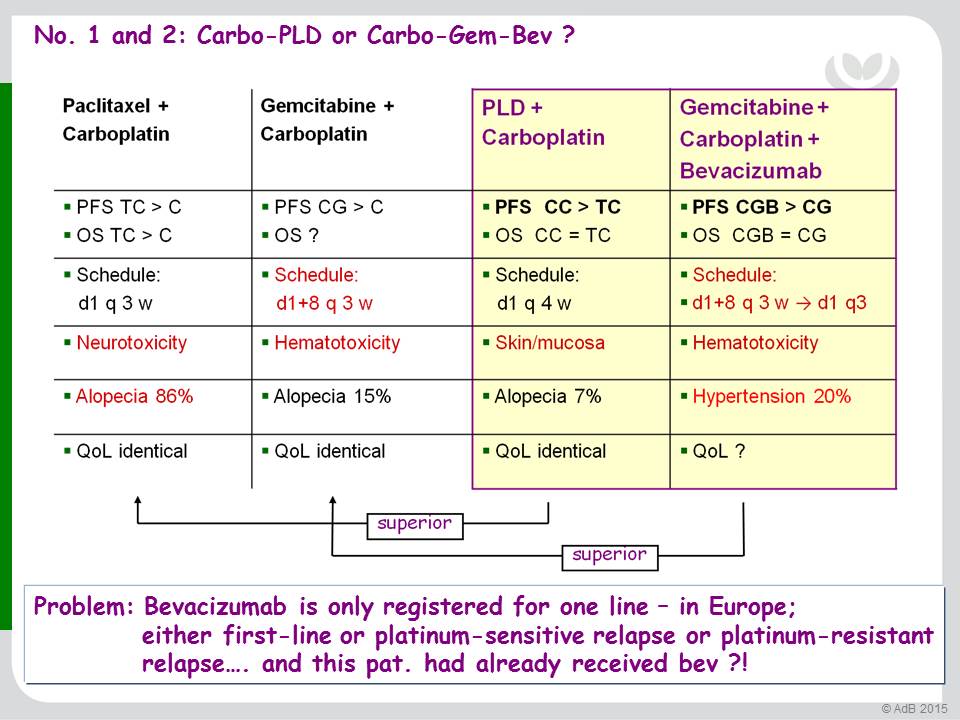 No. 1 and 2: Carbo-PLD or Carbo-Gem-Bev ?
Paclitaxel +
Carboplatin
Gemcitabine +
Carboplatin
PLD +
Carboplatin
Gemcitabine +
Carboplatin +
Bevacizumab
▪ PFS TC > C
▪ OS TC > C
▪ PFS CG > C
▪ OS ?
▪ PFS CC > TC
▪ OS CC = TC
▪ PFS CGB > CG
▪ OS CGB = CG
▪ Schedule:
d1 q 3 w
▪ Schedule:
d1+8 q 3 w
▪ Schedule:
d1 q 4 w
▪ Schedule:
▪ d1+8 q 3 w → d1 q3
▪ Neurotoxicity
▪ Hematotoxicity
▪ Skin/mucosa
▪ Hematotoxicity
▪ Alopecia 86%
▪ Alopecia 15%
▪ Alopecia 7%
▪ Hypertension 20%
▪ QoL identical
▪ QoL identical
▪ QoL identical
▪ QoL ?
superior
superior
Problem: Bevacizumab is only registered for one line – in Europe;
either first-line or platinum-sensitive relapse or platinum-resistant
relapse…. and this pat. had already received bev ?!
© AdB 2015